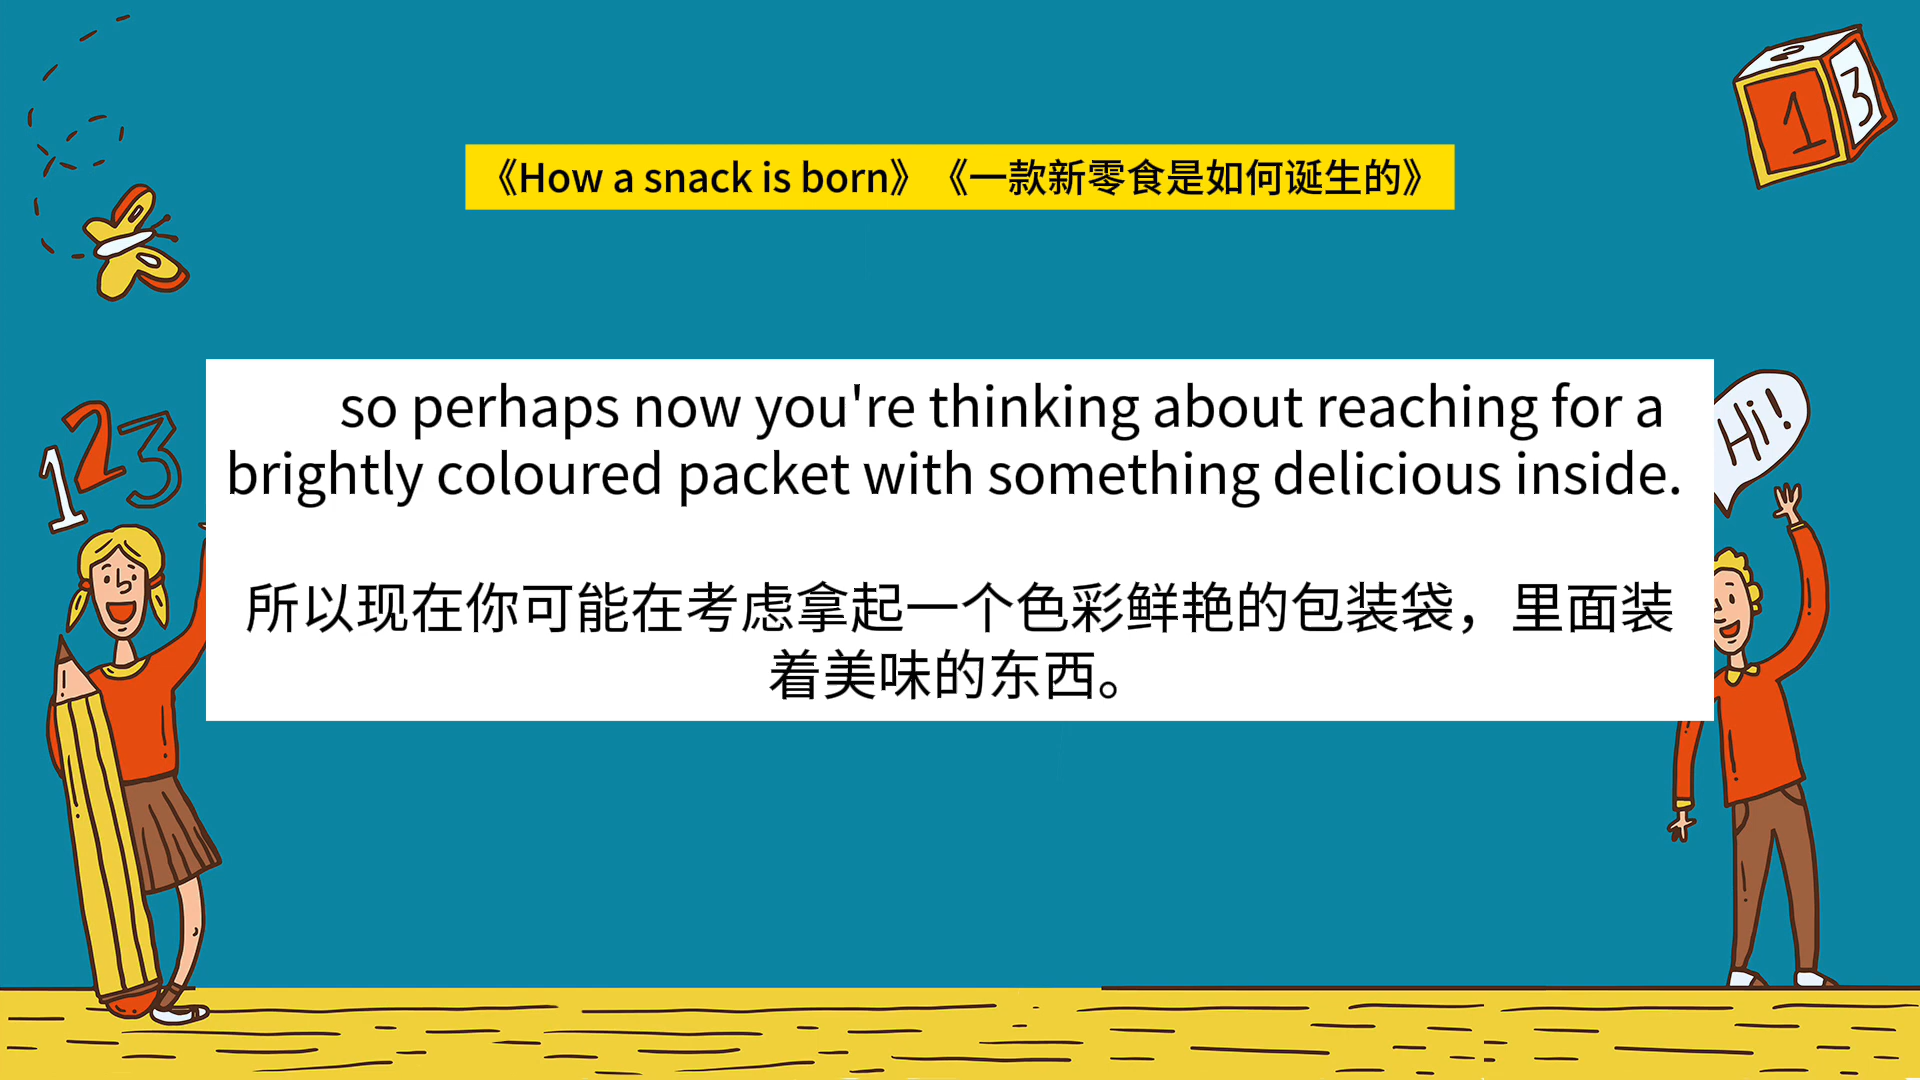 《How a snack is born》《一款新零食是如何诞生的》
so perhaps now you're thinking about reaching for a
brightly coloured packet with something delicious inside.
所以现在你可能在考虑拿起一个色彩鲜艳的包装袋，里面装
着美味的东西。
1
3
2
123
Hi!